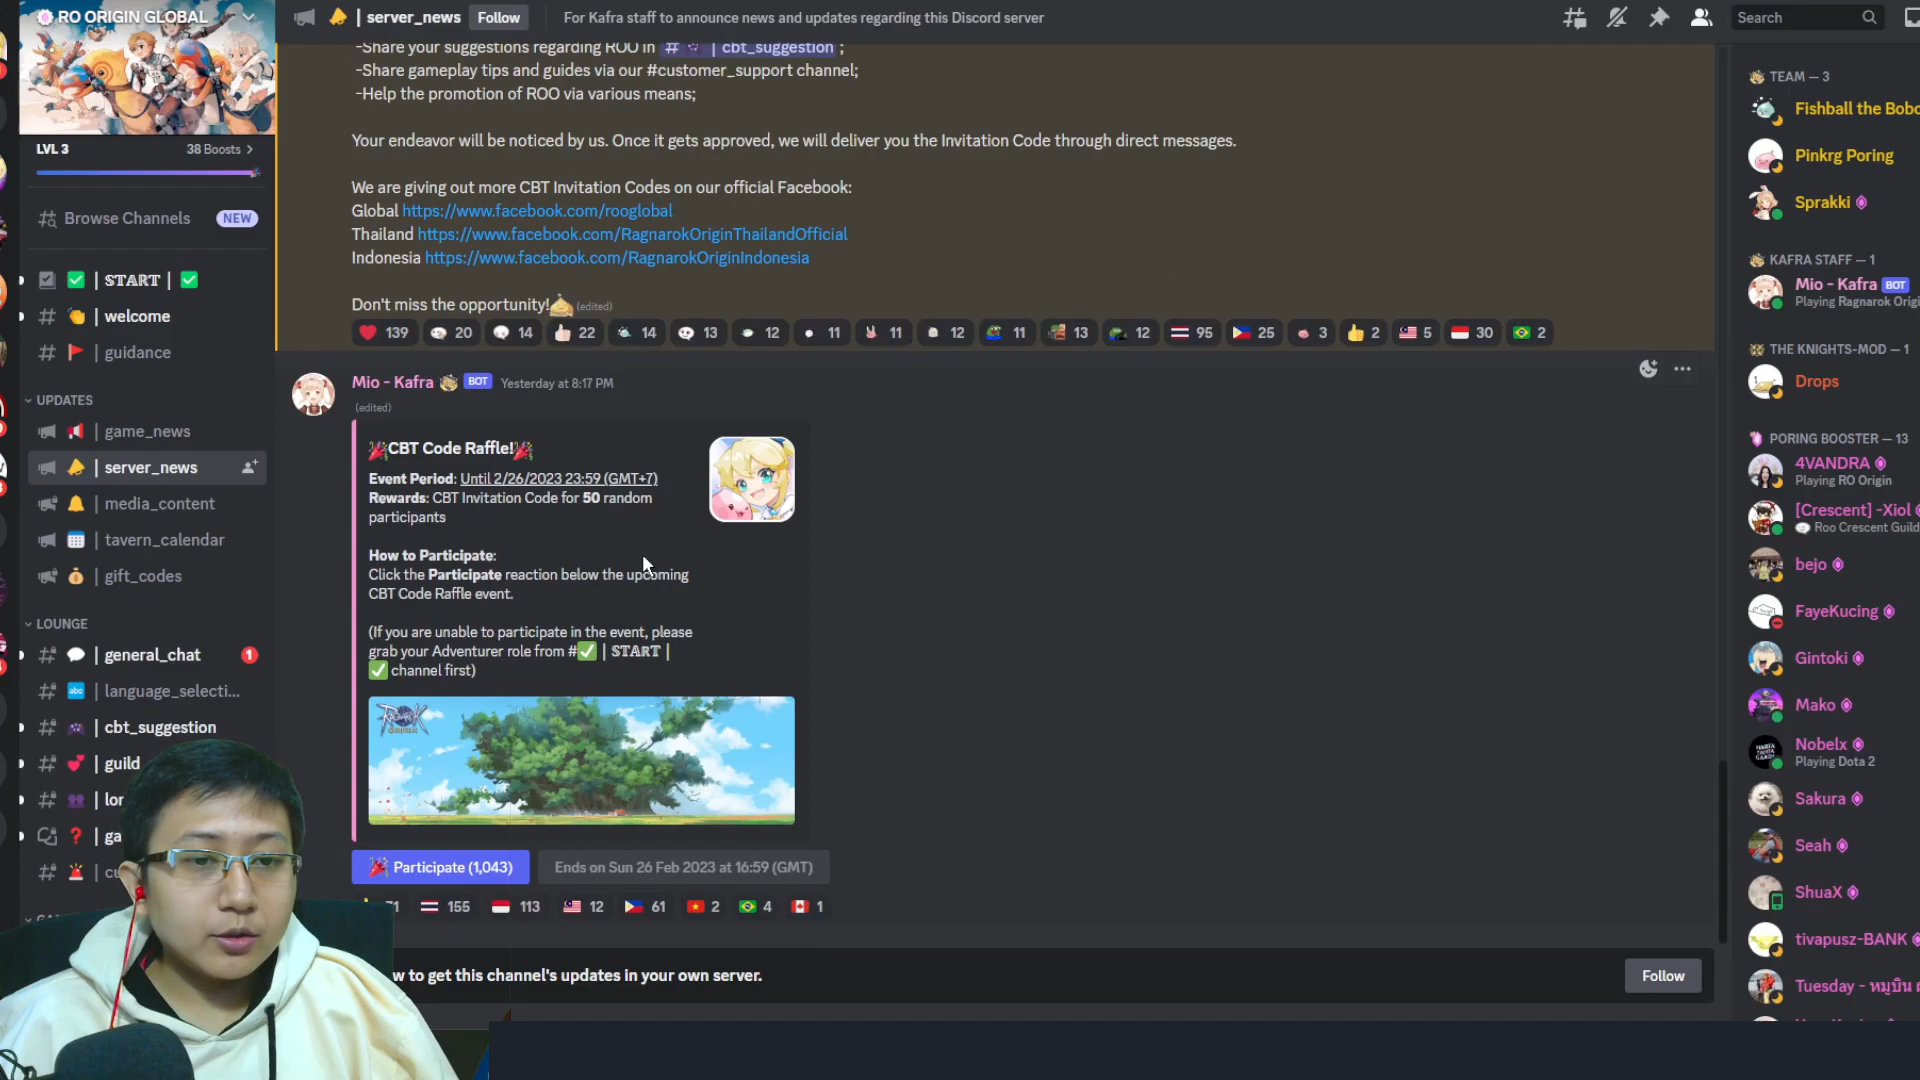 RO ORIGIN GLOBAL
LVL 3 38 Boosts
Browse Channels NEW
| START |
welcome
guidance
UPDATES
| game_news
| server_news
| media_content
| tavern_calendar
| gift_codes
LOUNGE
| general_chat 1
| language_selecti...
| cbt_suggestion
| guild
| server_news Follow For Kafra staff to announce news and updates regarding this Discord server
Search
-Share your suggestions regarding ROO in # | cbt_suggestion ;
-Share gameplay tips and guides via our #customer_support channel;
-Help the promotion of ROO via various means;
Your endeavor will be noticed by us. Once it gets approved, we will deliver you the Invitation Code through direct messages.
We are giving out more CBT Invitation Codes on our official Facebook:
Global https://www.facebook.com/rooglobal
Thailand https://www.facebook.com/RagnarokOriginThailandOfficial
Indonesia https://www.facebook.com/RagnarokOriginIndonesia
Don't miss the opportunity! (edited)
139 20 14 22 14 13 12 11 11 12 11 13 12 95 25 3 2 5 30 2
Mio - Kafra BOT Yesterday at 8:17 PM
(edited)
CBT Code Raffle!
Event Period: Until 2/26/2023 23:59 (GMT+7)
Rewards: CBT Invitation Code for 50 random
participants
How to Participate:
Click the Participate reaction below the upcoming
CBT Code Raffle event.
(If you are unable to participate in the event, please
grab your Adventurer role from # | START |
channel first)
RAGNAROK
Participate (1,043) Ends on Sun 26 Feb 2023 at 16:59 (GMT)
71 155 113 12 61 2 4 1
w to get this channel's updates in your own server. Follow
TEAM — 3
Fishball the Bobo
Pinkrg Poring
Sprakki
KAFRA STAFF — 1
Mio - Kafra BOT
Playing Ragnarok Origi
THE KNIGHTS-MOD — 1
Drops
PORING BOOSTER — 13
4VANDRA
Playing RO Origin
[Crescent] -Xiol
Roo Crescent Guild
bejo
FayeKucing
Gintoki
Mako
Nobelx
Playing Dota 2
Sakura
Seah
ShuaX
tivapusz-BANK
Tuesday - หมูบิน